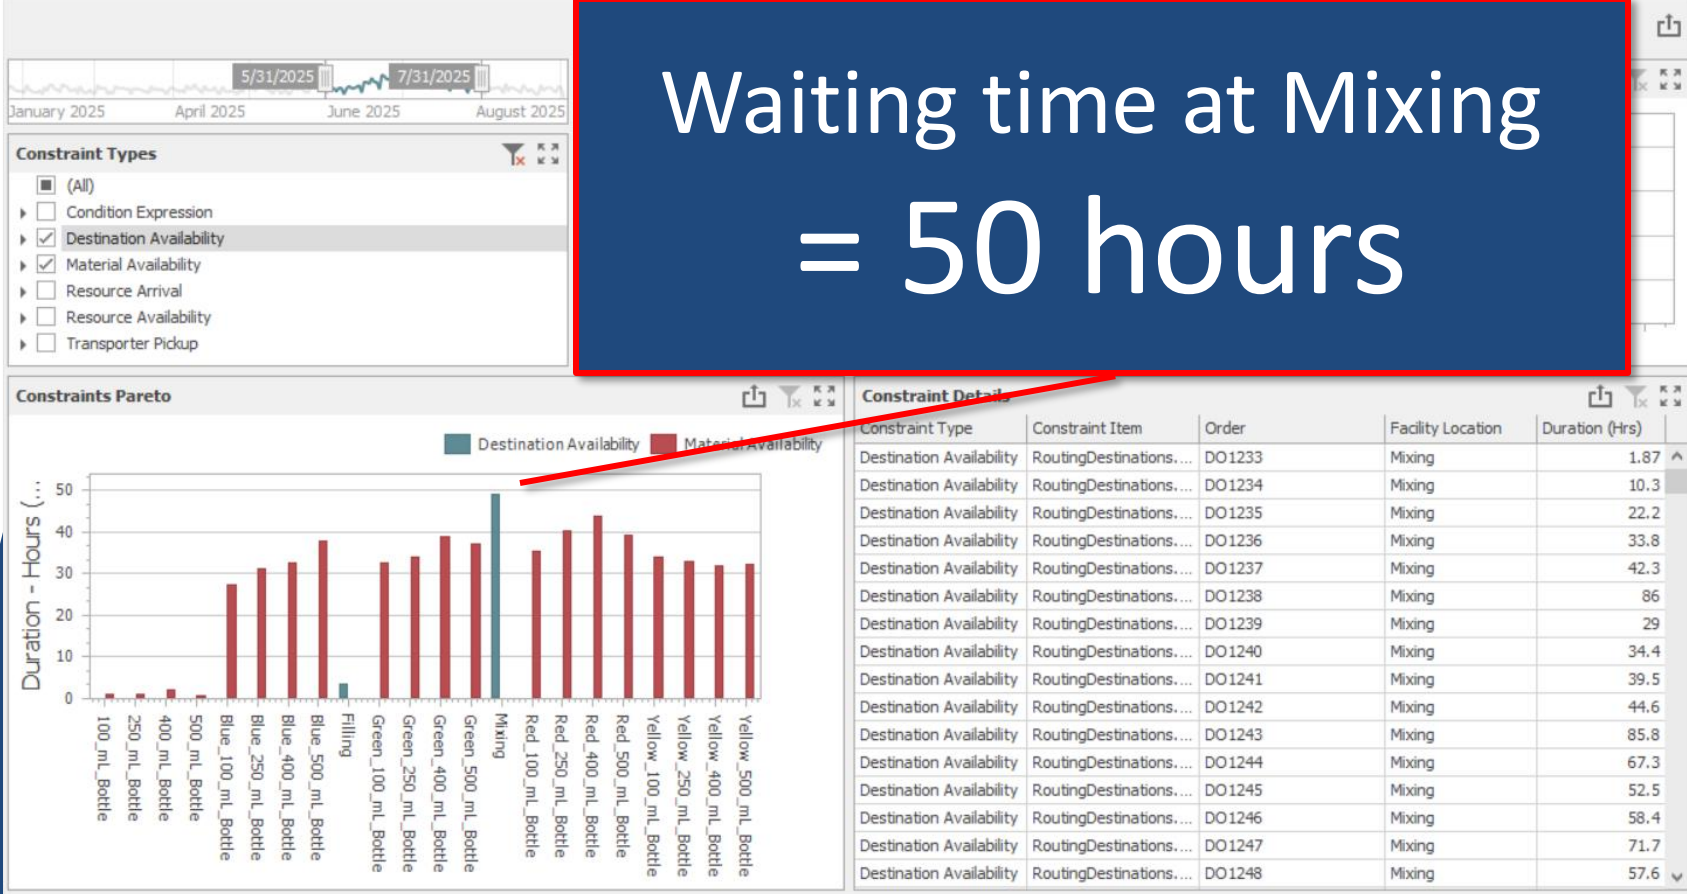 Waiting time at Mixing
= 50 hours
5/31/2025
7/31/2025
January 2025
April 2025
June 2025
August 2025
Constraint Types
(All)
Condition Expression
Destination Availability
Material Availability
Resource Arrival
Resource Availability
Transporter Pickup
Constraints Pareto
Destination Availability
Material Availability
Duration - Hours (...
50
40
30
20
10
0
100_mL_Bottle
250_mL_Bottle
400_mL_Bottle
500_mL_Bottle
Blue_100_mL_Bottle
Blue_250_mL_Bottle
Blue_400_mL_Bottle
Blue_500_mL_Bottle
Filling
Green_100_mL_Bottle
Green_250_mL_Bottle
Green_400_mL_Bottle
Green_500_mL_Bottle
Mixing
Red_100_mL_Bottle
Red_250_mL_Bottle
Red_400_mL_Bottle
Red_500_mL_Bottle
Yellow_100_mL_Bottle
Yellow_250_mL_Bottle
Yellow_400_mL_Bottle
Yellow_500_mL_Bottle
Constraint Details
Constraint Type Constraint Item Order Facility Location Duration (Hrs)
Destination Availability RoutingDestinations.... DO1233 Mixing 1.87
Destination Availability RoutingDestinations.... DO1234 Mixing 10.3
Destination Availability RoutingDestinations.... DO1235 Mixing 22.2
Destination Availability RoutingDestinations.... DO1236 Mixing 33.8
Destination Availability RoutingDestinations.... DO1237 Mixing 42.3
Destination Availability RoutingDestinations.... DO1238 Mixing 86
Destination Availability RoutingDestinations.... DO1239 Mixing 29
Destination Availability RoutingDestinations.... DO1240 Mixing 34.4
Destination Availability RoutingDestinations.... DO1241 Mixing 39.5
Destination Availability RoutingDestinations.... DO1242 Mixing 44.6
Destination Availability RoutingDestinations.... DO1243 Mixing 85.8
Destination Availability RoutingDestinations.... DO1244 Mixing 67.3
Destination Availability RoutingDestinations.... DO1245 Mixing 52.5
Destination Availability RoutingDestinations.... DO1246 Mixing 58.4
Destination Availability RoutingDestinations.... DO1247 Mixing 71.7
Destination Availability RoutingDestinations.... DO1248 Mixing 57.6